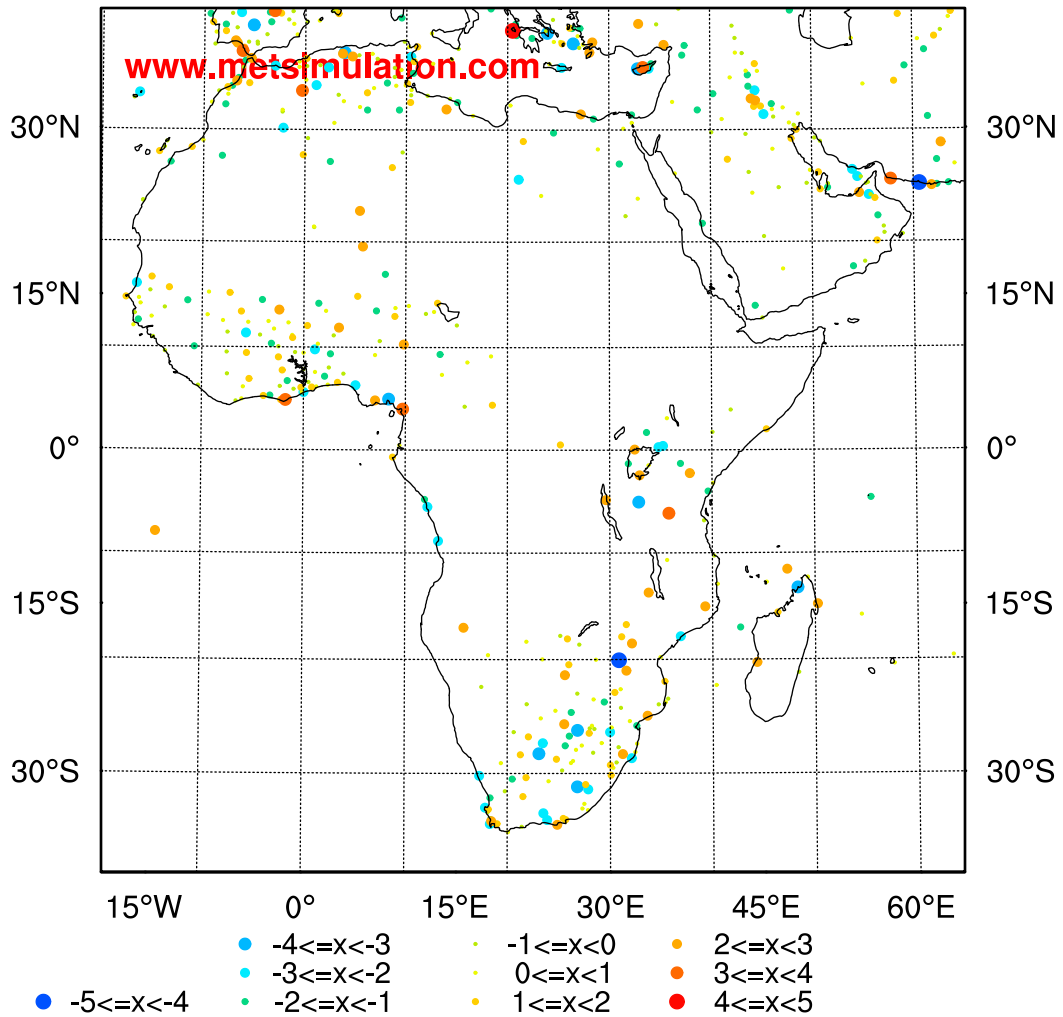 www.metsimulation.com
30°N 30°N
15°N 15°N
0° 0°
15°S 15°S
30°S 30°S
15°W 0° 15°E 30°E 45°E 60°E
-4<=x<-3 -1<=x<0 2<=x<3
-3<=x<-2 0<=x<1 3<=x<4
-5<=x<-4 -2<=x<-1 1<=x<2 4<=x<5